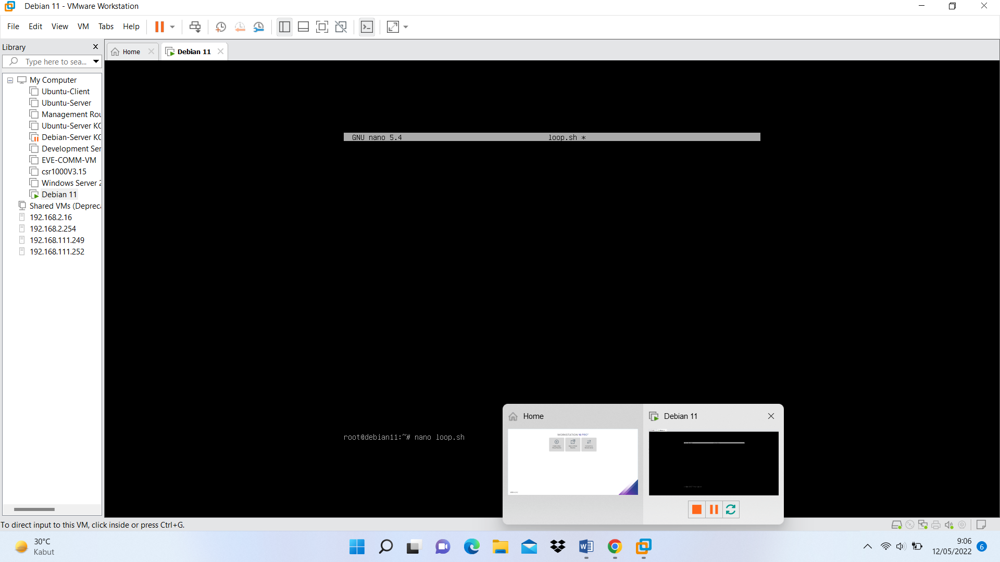 Debian 11 - VMware Workstation
File Edit View VM Tabs Help
Library
Type here to sea...
Home
Debian 11
My Computer
Ubuntu-Client
Ubuntu-Server
Management Rou
Ubuntu-Server KC
Debian-Server KC
Development Ser
EVE-COMM-VM
csr1000V3.15
Windows Server 2
Debian 11
Shared VMs (Depreca
192.168.2.16
192.168.2.254
192.168.111.249
192.168.111.252
GNU nano 5.4 loop.sh *
root@debian11:~# nano loop.sh
Home
WORKSTATION 16 PRO
Debian 11
To direct input to this VM, click inside or press Ctrl+G.
30°C
Kabut
9:06
12/05/2022
6